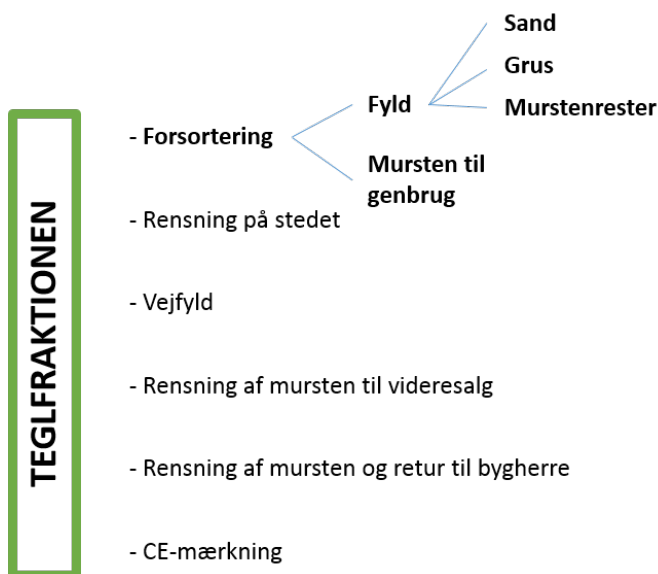 TEGLFRAKTIONEN
- Forsortering
Fyld
Sand
Grus
Murstenrester
Mursten til
genbrug
- Rensning på stedet
- Vejfyld
- Rensning af mursten til videresalg
- Rensning af mursten og retur til bygherre
- CE-mærkning